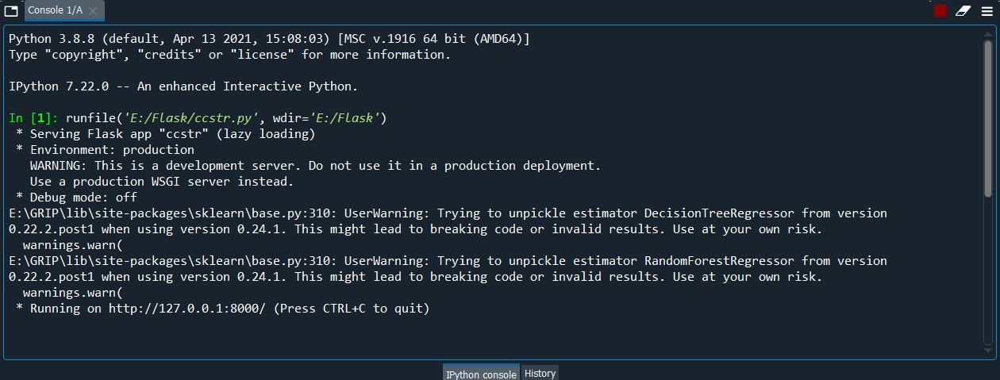 Console 1/A
Python 3.8.8 (default, Apr 13 2021, 15:08:03) [MSC v.1916 64 bit (AMD64)]
Type "copyright", "credits" or "license" for more information.
IPython 7.22.0 -- An enhanced Interactive Python.
In [1]: runfile('E:/Flask/ccstr.py', wdir='E:/Flask')
* Serving Flask app "ccstr" (lazy loading)
* Environment: production
WARNING: This is a development server. Do not use it in a production deployment.
Use a production WSGI server instead.
* Debug mode: off
E:\GRIP\lib\site-packages\sklearn\base.py:310: UserWarning: Trying to unpickle estimator DecisionTreeRegressor from version
0.22.2.post1 when using version 0.24.1. This might lead to breaking code or invalid results. Use at your own risk.
warnings.warn(
E:\GRIP\lib\site-packages\sklearn\base.py:310: UserWarning: Trying to unpickle estimator RandomForestRegressor from version
0.22.2.post1 when using version 0.24.1. This might lead to breaking code or invalid results. Use at your own risk.
warnings.warn(
* Running on http://127.0.0.1:8000/ (Press CTRL+C to quit)
IPython console History